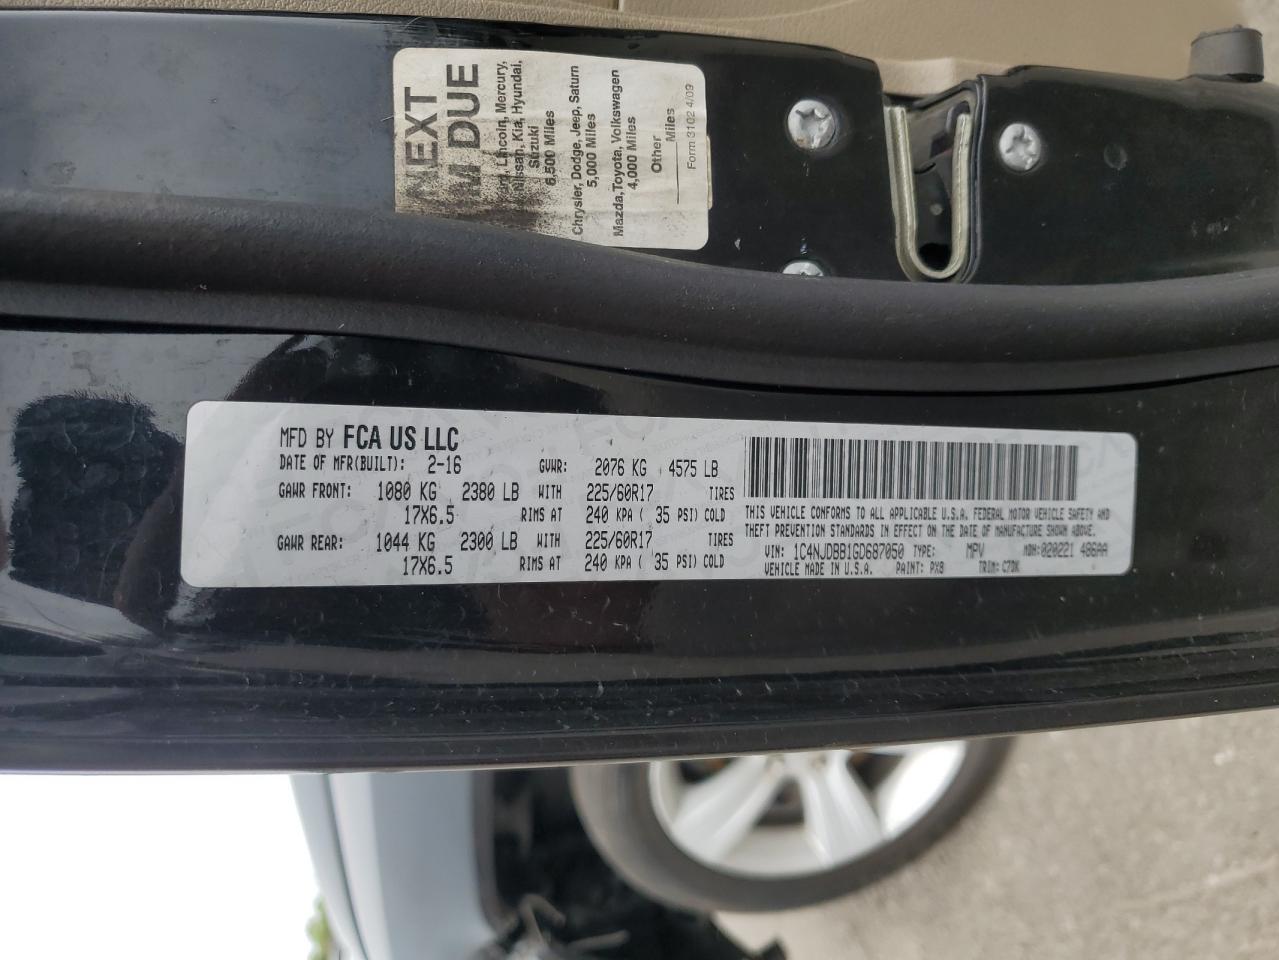 NEXT
DUE
Lincoln, Mercury,
Nissan, Kia, Hyundai,
Suzuki
6,500 Miles
Chrysler, Dodge, Jeep, Saturn
5,000 Miles
Mazda, Toyota, Volkswagen
4,000 Miles
Other
Miles
Form 3102 4/09
MFD BY FCA US LLC
DATE OF MFR(BUILT): 2-16 GVWR: 2076 KG 4575 LB
GAWR FRONT: 1080 KG 2380 LB WITH 225/60R17 TIRES
17X6.5 RIMS AT 240 KPA ( 35 PSI) COLD
GAWR REAR: 1044 KG 2300 LB WITH 225/60R17 TIRES
17X6.5 RIMS AT 240 KPA ( 35 PSI) COLD
THIS VEHICLE CONFORMS TO ALL APPLICABLE U.S.A. FEDERAL MOTOR VEHICLE SAFETY AND
THEFT PREVENTION STANDARDS IN EFFECT ON THE DATE OF MANUFACTURE SHOWN ABOVE.
VIN: 1C4NJDBB1GD687050 TYPE: MPV MDH: 020221 486AA
VEHICLE MADE IN U.S.A. PAINT: PX8 TRIM: C7DK